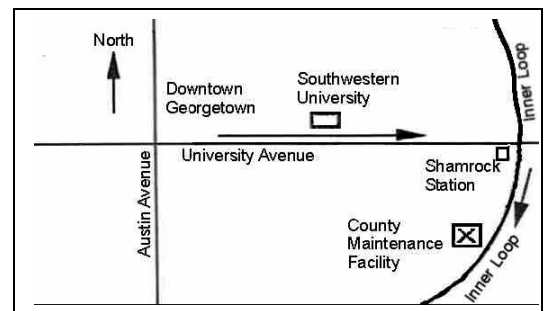 North
Downtown
Georgetown
Southwestern
University
Inner Loop
University Avenue
Shamrock
Station
Austin Avenue
County
Maintenance
Facility
Inner Loop